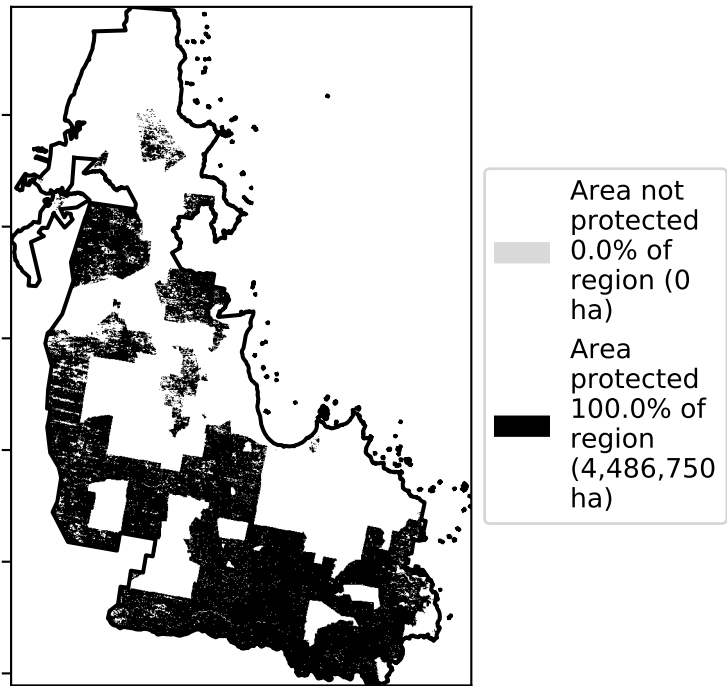 Area not
protected
0.0% of
region (0
ha)
Area
protected
100.0% of
region
(4,486,750
ha)